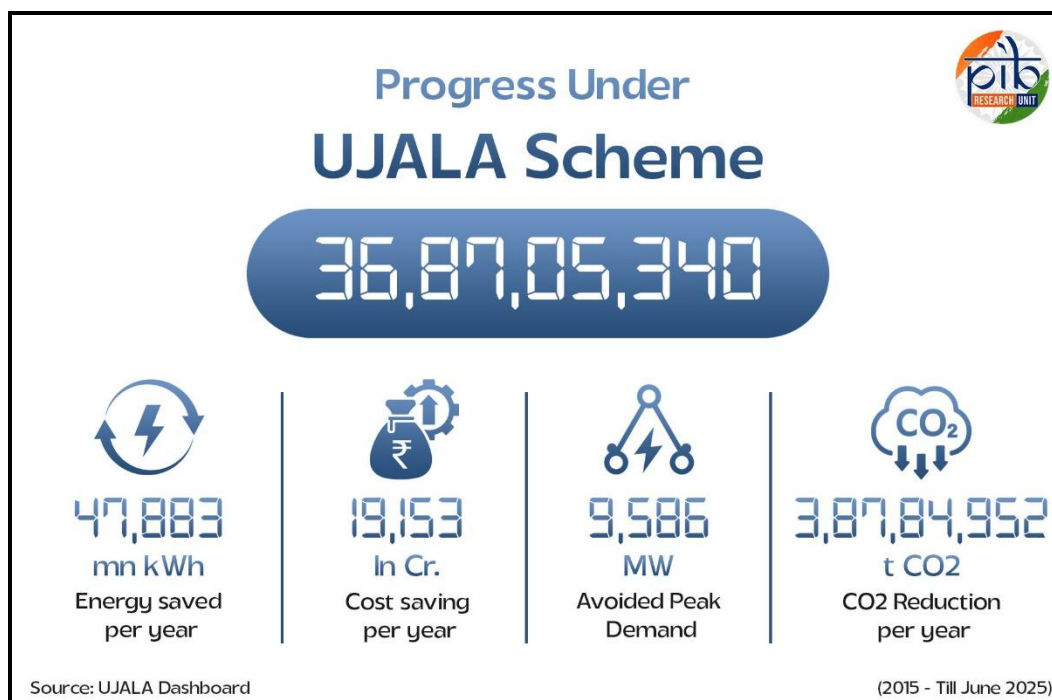 pib
RESEARCH UNIT
Progress Under
UJALA Scheme
36,87,05,340
₹
CO₂
47,883
19,153
9,586
3,87,84,952
mn kWh
In Cr.
MW
t CO2
Energy saved
per year
Cost saving
per year
Avoided Peak
Demand
CO2 Reduction
per year
Source: UJALA Dashboard
(2015 - Till June 2025)